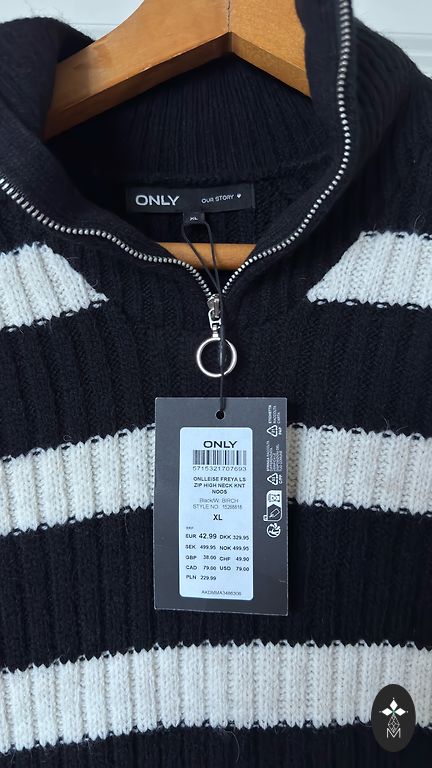 ONLY OUR STORY
XL
ONLY
5715321707693
ONLLEISE FREYA LS
ZIP HIGH NECK KNT
NOOS
Black/W. BIRCH
STYLE NO. 15268818
XL
RRP
EUR 42.99 DKK 329.95
SEK 499.95 NOK 499.95
GBP 38.00 CHF 49.90
CAD 79.00 USD 79.00
PLN 229.99